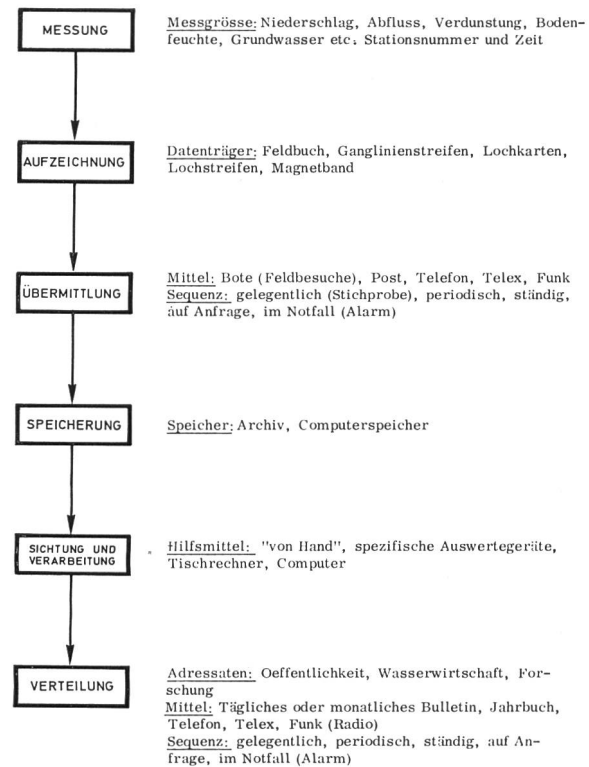 MESSUNG
Messgrösse: Niederschlag, Abfluss, Verdunstung, Boden-
feuchte, Grundwasser etc. Stationsnummer und Zeit
AUFZEICHNUNG
Datenträger: Feldbuch, Ganglinienstreifen, Lochkarten,
Lochstreifen, Magnetband
ÜBERMITTLUNG
Mittel: Bote (Feldbesuche), Post, Telefon, Telex, Funk
Sequenz: gelegentlich (Stichprobe), periodisch, ständig,
auf Anfrage, im Notfall (Alarm)
SPEICHERUNG
Speicher: Archiv, Computerspeicher
SICHTUNG UND
VERARBEITUNG
Hilfsmittel: "von Hand", spezifische Auswertegeräte,
Tischrechner, Computer
VERTEILUNG
Adressaten: Oeffentlichkeit, Wasserwirtschaft, For-
schung
Mittel: Tägliches oder monatliches Bulletin, Jahrbuch,
Telefon, Telex, Funk (Radio)
Sequenz: gelegentlich, periodisch, ständig, auf An-
frage, im Notfall (Alarm)